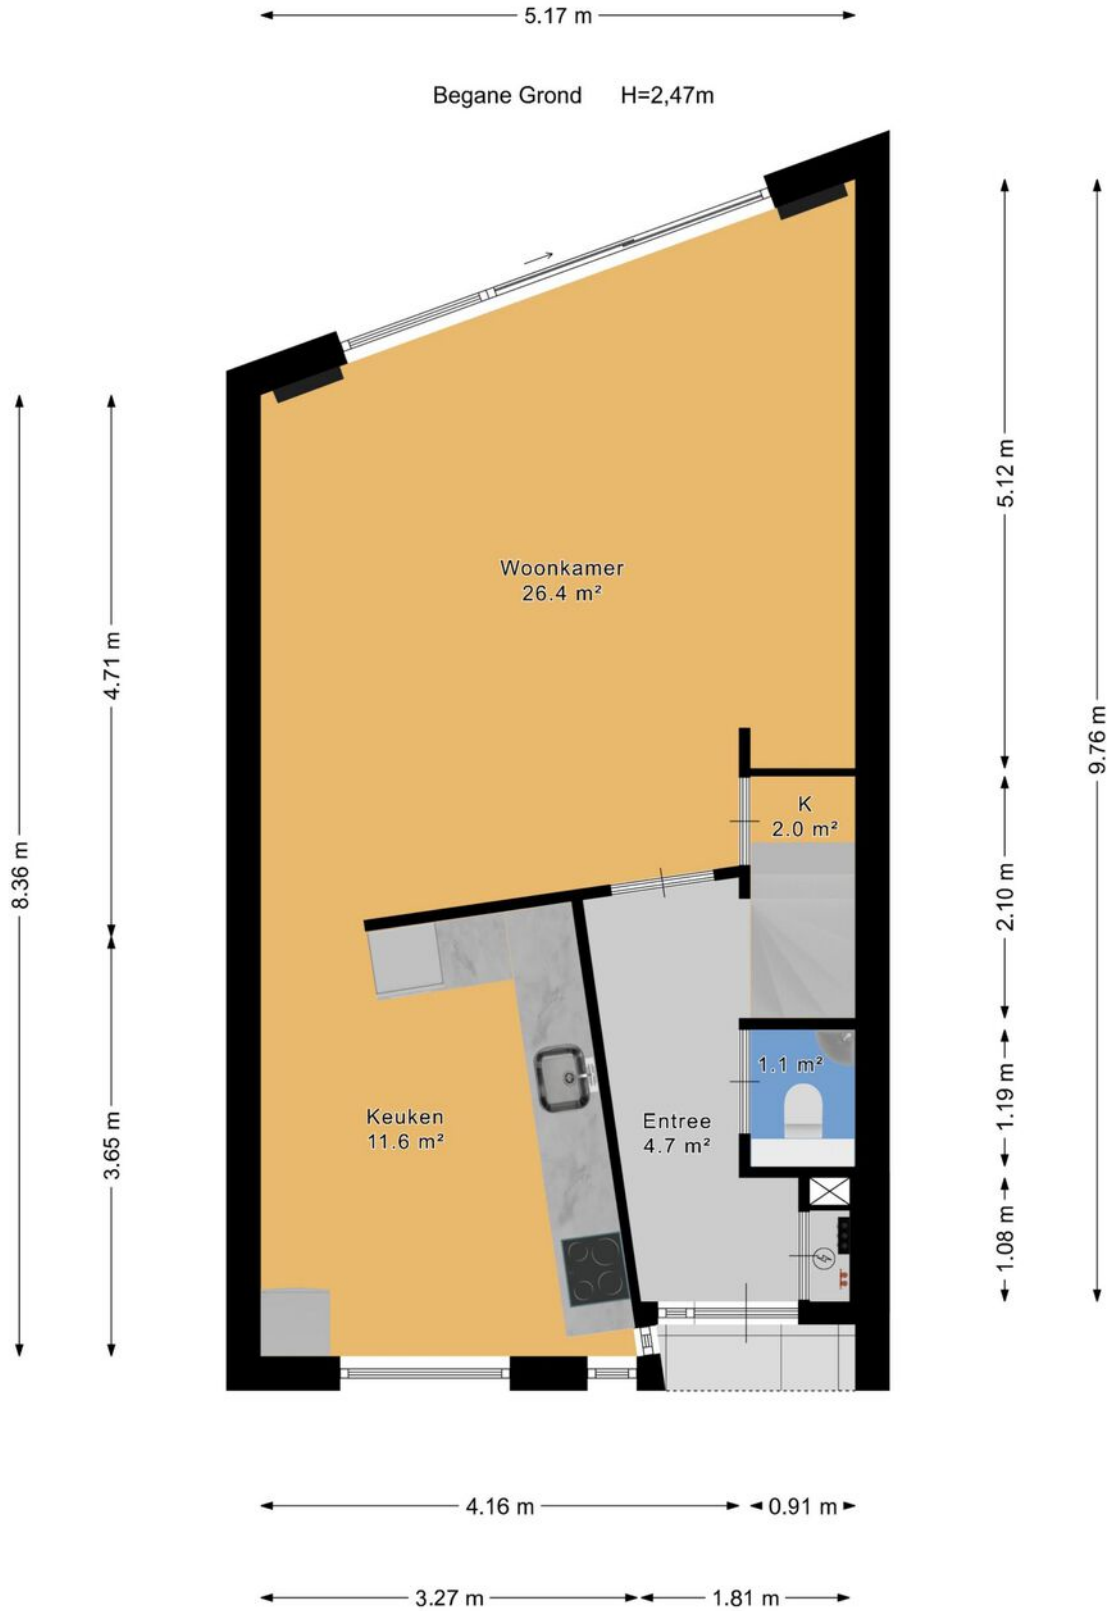 5.17 m
Begane Grond H=2,47m
5.12 m
9.76 m
Woonkamer
26.4 m²
4.71 m
8.36 m
K
2.0 m²
2.10 m
1.1 m²
1.19 m
Keuken
11.6 m²
Entree
4.7 m²
3.65 m
1.08 m
4.16 m
0.91 m
3.27 m
1.81 m